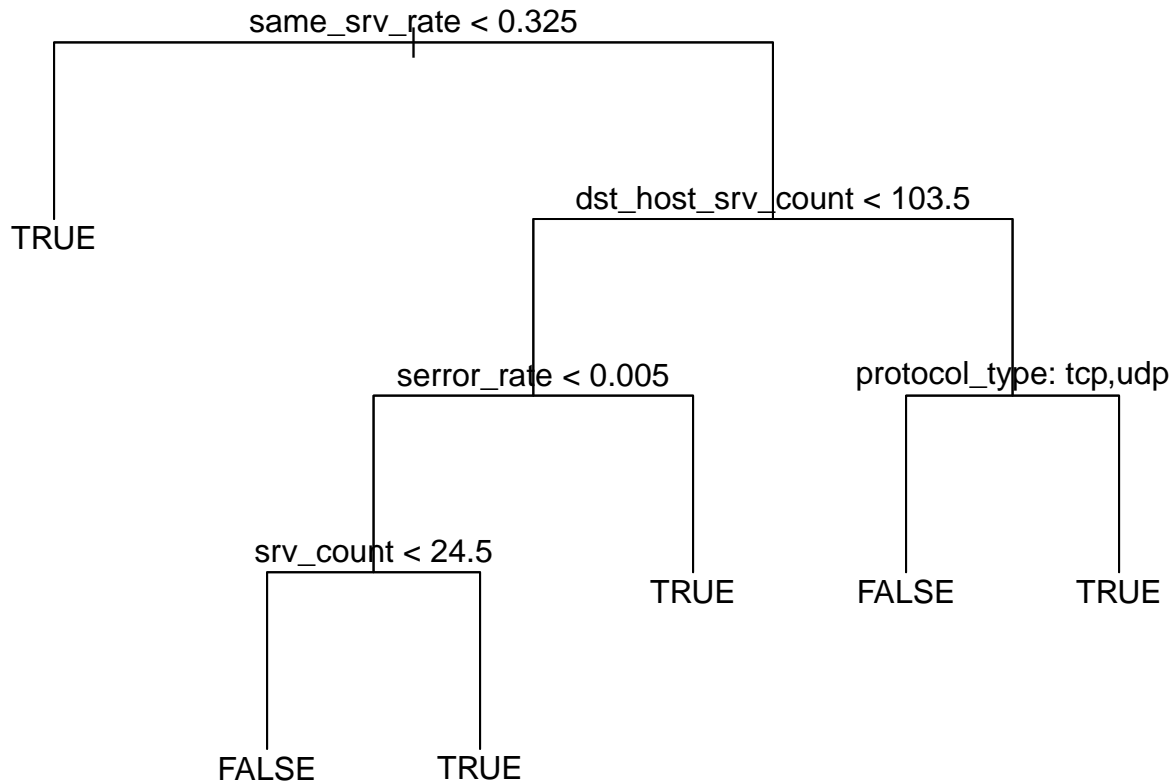 same_srv_rate < 0.325
dst_host_srv_count < 103.5
TRUE
serror_rate < 0.005
protocol_type: tcp,udp
srv_count < 24.5
TRUE
FALSE
TRUE
FALSE
TRUE